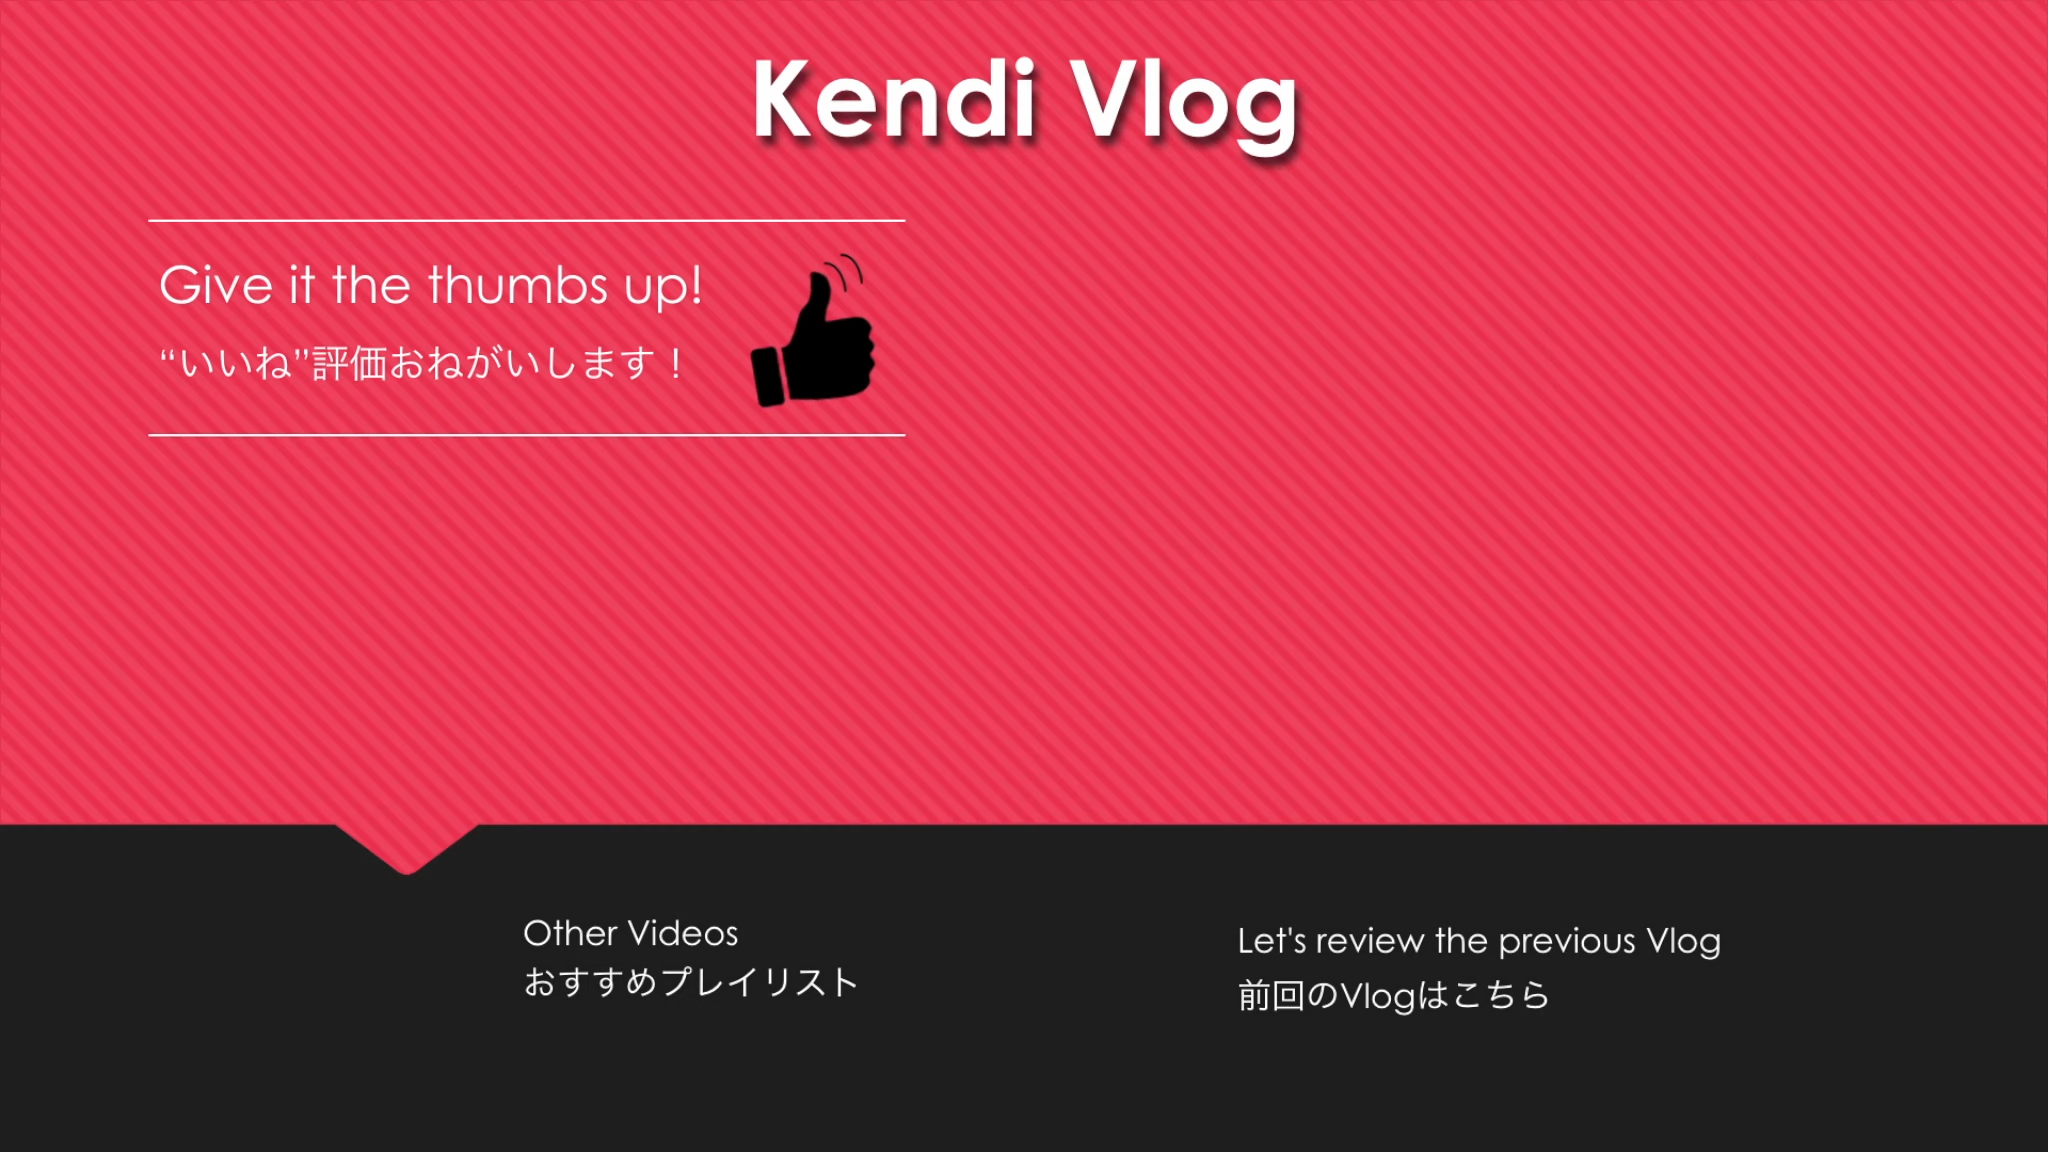 Kendi Vlog
Give it the thumbs up!
“いいね”評価おねがいします！
Other Videos
おすすめプレイリスト
Let's review the previous Vlog
前回のVlogはこちら